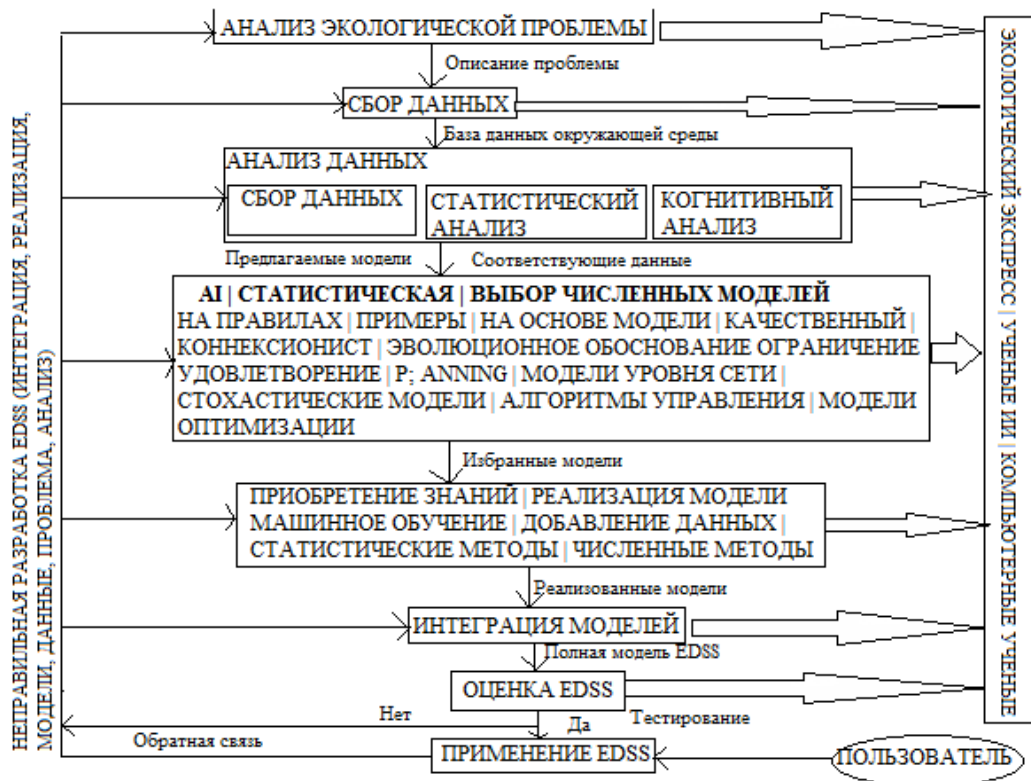 АНАЛИЗ ЭКОЛОГИЧЕСКОЙ ПРОБЛЕМЫ
Описание проблемы
СБОР ДАННЫХ
База данных окружающей среды
АНАЛИЗ ДАННЫХ
СБОР ДАННЫХ
СТАТИСТИЧЕСКИЙ
АНАЛИЗ
КОГНИТИВНЫЙ
АНАЛИЗ
Предлагаемые модели
Соответствующие данные
AI | СТАТИСТИЧЕСКАЯ | ВЫБОР ЧИСЛЕННЫХ МОДЕЛЕЙ
НА ПРАВИЛАХ | ПРИМЕРЫ | НА ОСНОВЕ МОДЕЛИ | КАЧЕСТВЕННЫЙ |
КОННЕКСИОНИСТ | ЭВОЛЮЦИОННОЕ ОБОСНОВАНИЕ ОГРАНИЧЕНИЕ
УДОВЛЕТВОРЕНИЕ | P; ANNING | МОДЕЛИ УРОВНЯ СЕТИ |
СТОХАСТИЧЕСКИЕ МОДЕЛИ | АЛГОРИТМЫ УПРАВЛЕНИЯ | МОДЕЛИ
ОПТИМИЗАЦИИ
Избранные модели
ПРИОБРЕТЕНИЕ ЗНАНИЙ | РЕАЛИЗАЦИЯ МОДЕЛИ
МАШИННОЕ ОБУЧЕНИЕ | ДОБАВЛЕНИЕ ДАННЫХ |
СТАТИСТИЧЕСКИЕ МЕТОДЫ | ЧИСЛЕННЫЕ МЕТОДЫ
Реализованные модели
ИНТЕГРАЦИЯ МОДЕЛЕЙ
Полная модель EDSS
ОЦЕНКА EDSS
Нет
Да
Тестирование
Обратная связь
ПРИМЕНЕНИЕ EDSS
ПОЛЬЗОВАТЕЛЬ
НЕПРАВИЛЬНАЯ РАЗРАБОТКА EDSS (ИНТЕГРАЦИЯ, РЕАЛИЗАЦИЯ,
МОДЕЛИ, ДАННЫЕ, ПРОБЛЕМА, АНАЛИЗ)
ЭКОЛОГИЧЕСКИЙ ЭКСПРЕСС | УЧЕНЫЕ ИИ | КОМПЬЮТЕРНЫЕ УЧЕНЫЕ